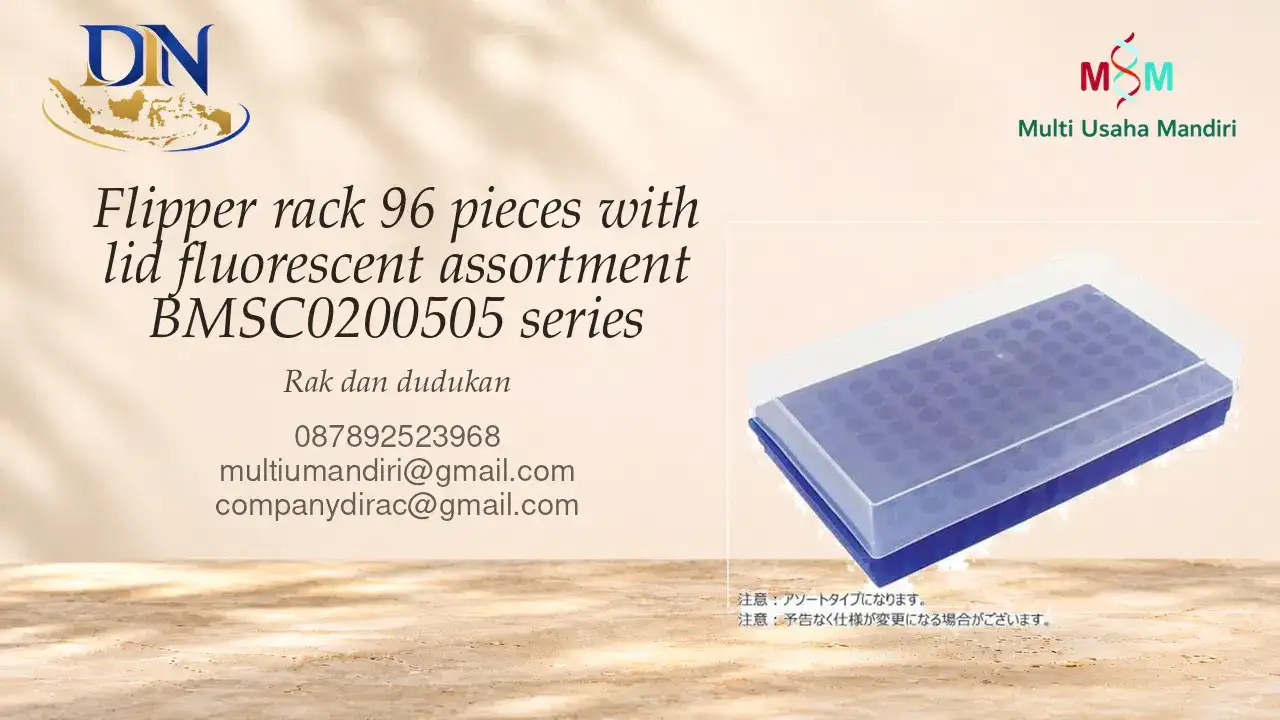 DIN
M M
Multi Usaha Mandiri
Flipper rack 96 pieces with
lid fluorescent assortment
BMSC0200505 series
Rak dan dudukan
087892523968
multiumandiri@gmail.com
companydirac@gmail.com
注意：アソートタイプになります。
注意：予告なく仕様が変更になる場合がございます。